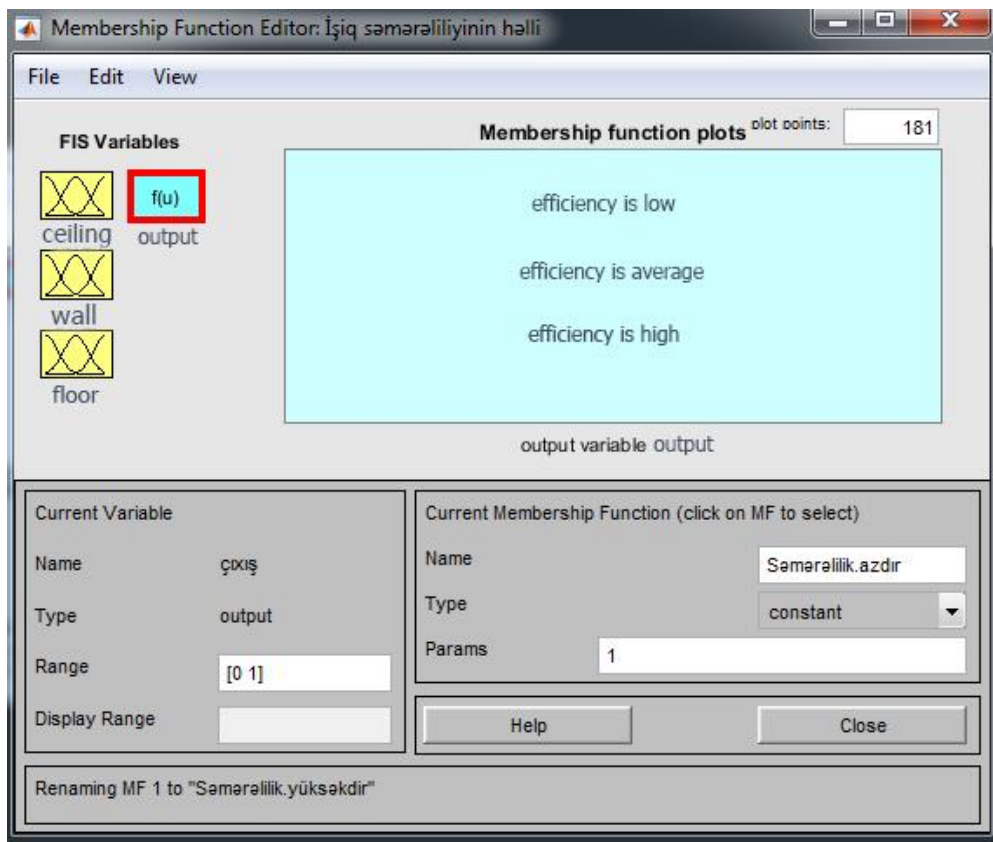 Membership Function Editor: İşiq səmərəliliyinin həlli
File Edit View
FIS Variables
f(u)
ceiling output
wall
floor
Membership function plots plot points: 181
efficiency is low
efficiency is average
efficiency is high
output variable output
Current Variable
Name çıxış
Type output
Range [0 1]
Display Range
Current Membership Function (click on MF to select)
Name Səmərəlilik.azdır
Type constant
Params 1
Help Close
Renaming MF 1 to "Səmərəlilik.yüksəkdir"